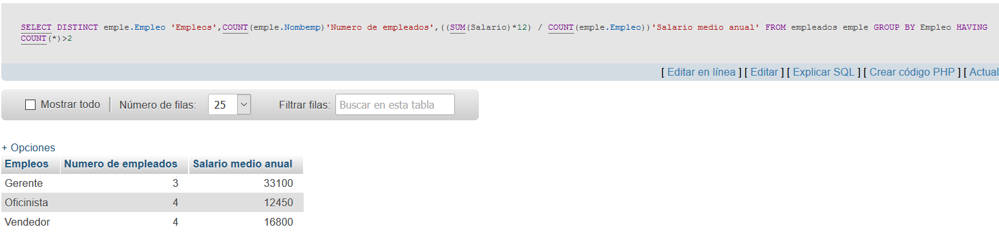 SELECT DISTINCT emple.Empleo 'Empleos',COUNT(emple.Nombemp)'Numero de empleados',((SUM(Salario)*12) / COUNT(emple.Empleo))'Salario medio anual' FROM empleados emple GROUP BY Empleo HAVING
COUNT(*)>2
[ Editar en línea ] [ Editar ] [ Explicar SQL ] [ Crear código PHP ] [ Actual
Mostrar todo Número de filas: 25 Filtrar filas: Buscar en esta tabla
+ Opciones
Empleos Numero de empleados Salario medio anual
Gerente 3 33100
Oficinista 4 12450
Vendedor 4 16800